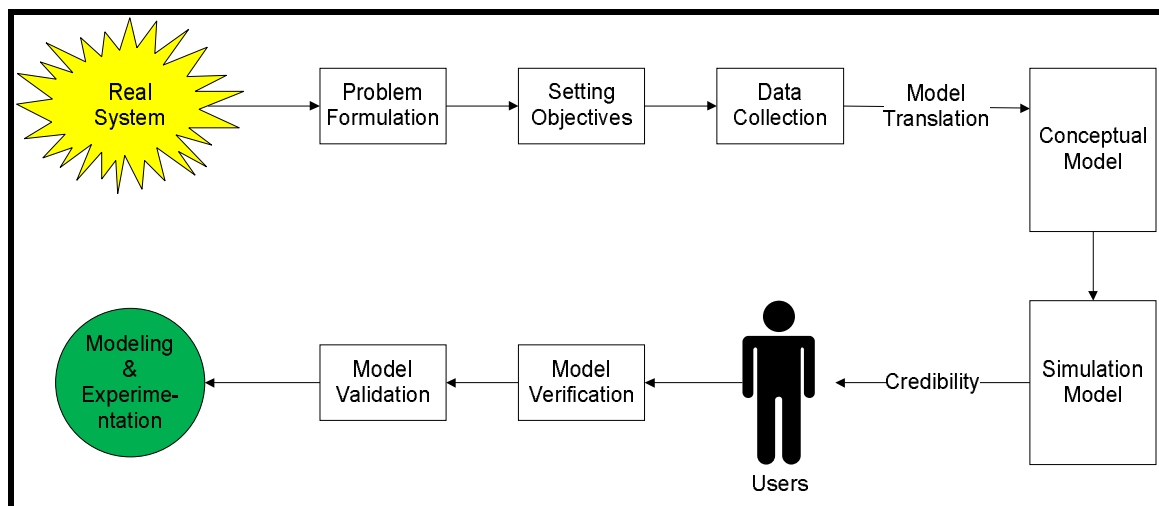 Real
System
Problem
Formulation
Setting
Objectives
Data
Collection
Model
Translation
Conceptual
Model
Modeling
&
Experime-
ntation
Model
Validation
Model
Verification
Users
Credibility
Simulation
Model